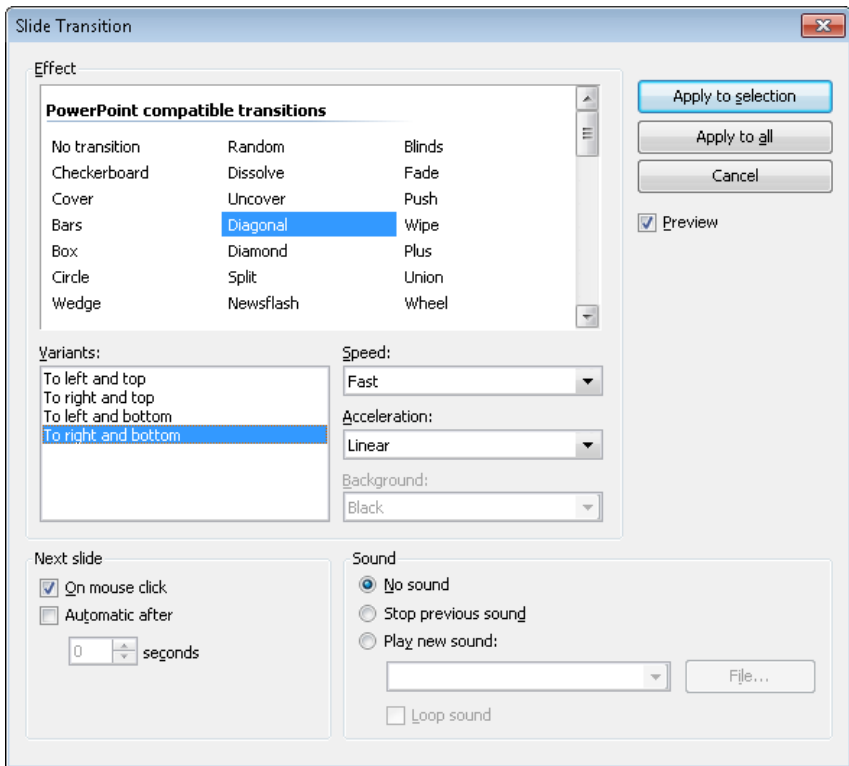 Slide Transition
Effect
PowerPoint compatible transitions
No transition Random Blinds
Checkerboard Dissolve Fade
Cover Uncover Push
Bars Diagonal Wipe
Box Diamond Plus
Circle Split Union
Wedge Newsflash Wheel
Apply to selection
Apply to all
Cancel
Preview
Variants:
To left and top
To right and top
To left and bottom
To right and bottom
Speed:
Fast
Acceleration:
Linear
Background:
Black
Next slide
On mouse click
Automatic after
0 seconds
Sound
No sound
Stop previous sound
Play new sound:
File...
Loop sound